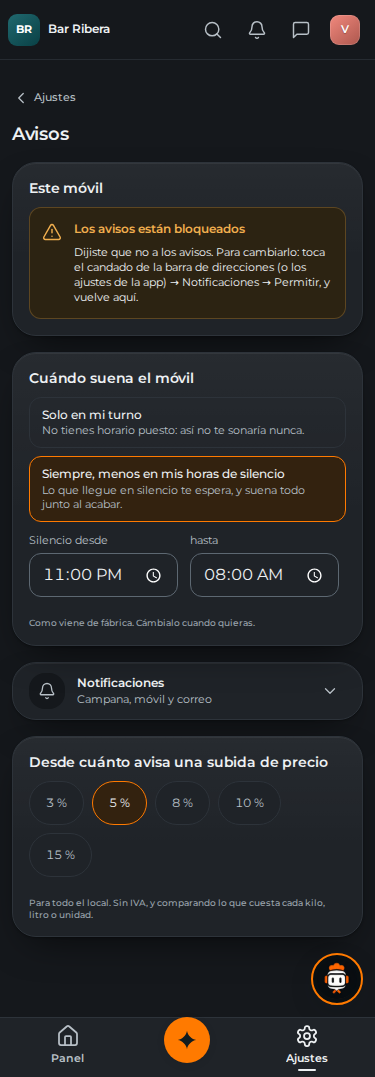 BR Bar Ribera V
Ajustes
Avisos
Este móvil
Los avisos están bloqueados
Dijiste que no a los avisos. Para cambiarlo: toca
el candado de la barra de direcciones (o los
ajustes de la app) → Notificaciones → Permitir, y
vuelve aquí.
Cuándo suena el móvil
Solo en mi turno
No tienes horario puesto: así no te sonaría nunca.
Siempre, menos en mis horas de silencio
Lo que llegue en silencio te espera, y suena todo
junto al acabar.
Silencio desde hasta
11:00 PM 08:00 AM
Como viene de fábrica. Cámbialo cuando quieras.
Notificaciones
Campana, móvil y correo
Desde cuánto avisa una subida de precio
3 % 5 % 8 % 10 %
15 %
Para todo el local. Sin IVA, y comparando lo que cuesta cada kilo,
litro o unidad.
Panel Ajustes